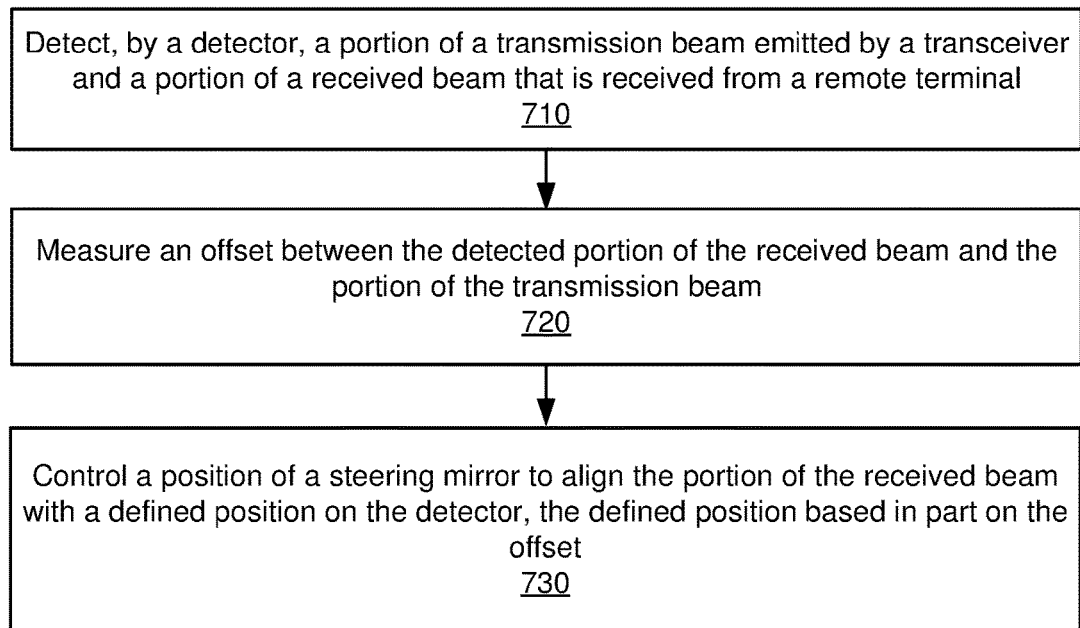 Detect, by a detector, a portion of a transmission beam emitted by a transceiver
and a portion of a received beam that is received from a remote terminal
710
Measure an offset between the detected portion of the received beam and the
portion of the transmission beam
720
Control a position of a steering mirror to align the portion of the received beam
with a defined position on the detector, the defined position based in part on the
offset
730